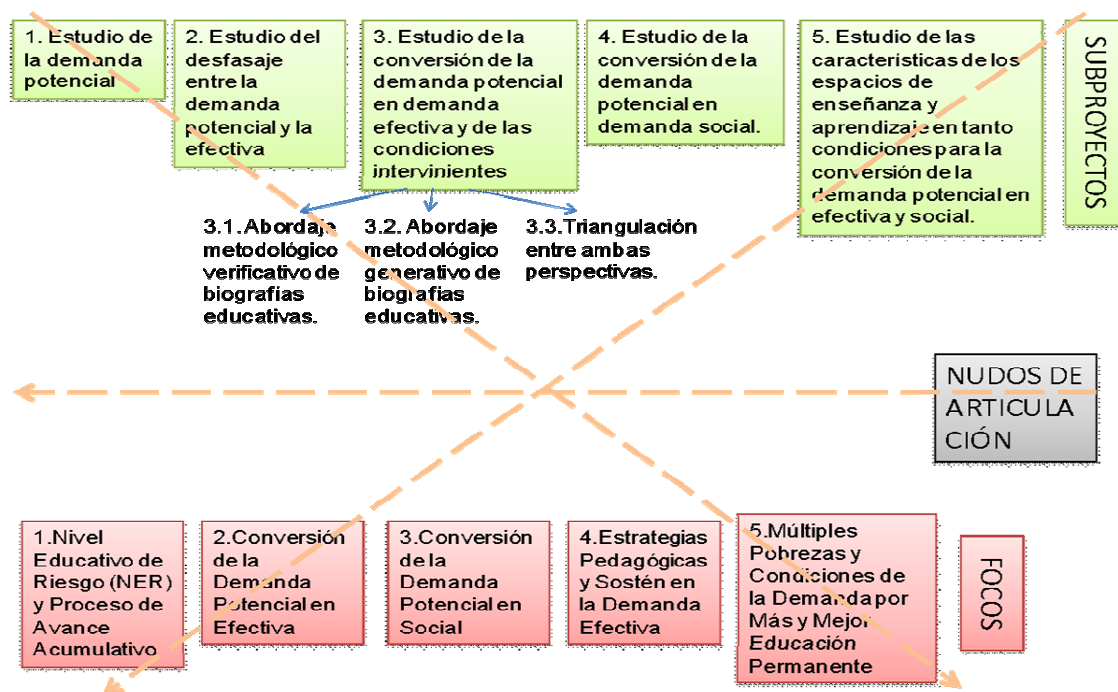 1. Estudio de
la demanda
potencial
2. Estudio del
desfasaje
entre la
demanda
potencial y la
efectiva
3. Estudio de la
conversión de la
demanda potencial
en demanda
efectiva y de las
condiciones
intervinientes
4. Estudio de la
conversión de la
demanda
potencial en
demanda social.
5. Estudio de las
características de los
espacios de
enseñanza y
aprendizaje en tanto
condiciones para la
conversión de la
demanda potencial en
efectiva y social.
SUBPROYECTOS
3.1. Abordaje
metodológico
verificativo de
biografias
educativas.
3.2. Abordaje
metodológico
generativo de
biografias
educativas.
3.3.Triangulación
entre ambas
perspectivas.
NUDOS DE
ARTICULA
CIÓN
1.Nivel
Educativo de
Riesgo (NER)
y Proceso de
Avance
Acumulativo
2.Conversión
de la
Demanda
Potencial en
Efectiva
3.Conversión
de la
Demanda
Potencial en
Social
4.Estrategias
Pedagógicas
y Sostén en
la Demanda
Efectiva
5.Múltiples
Pobrezas y
Condiciones de
la Demanda por
Más y Mejor
Educación
Permanente
FOCOS